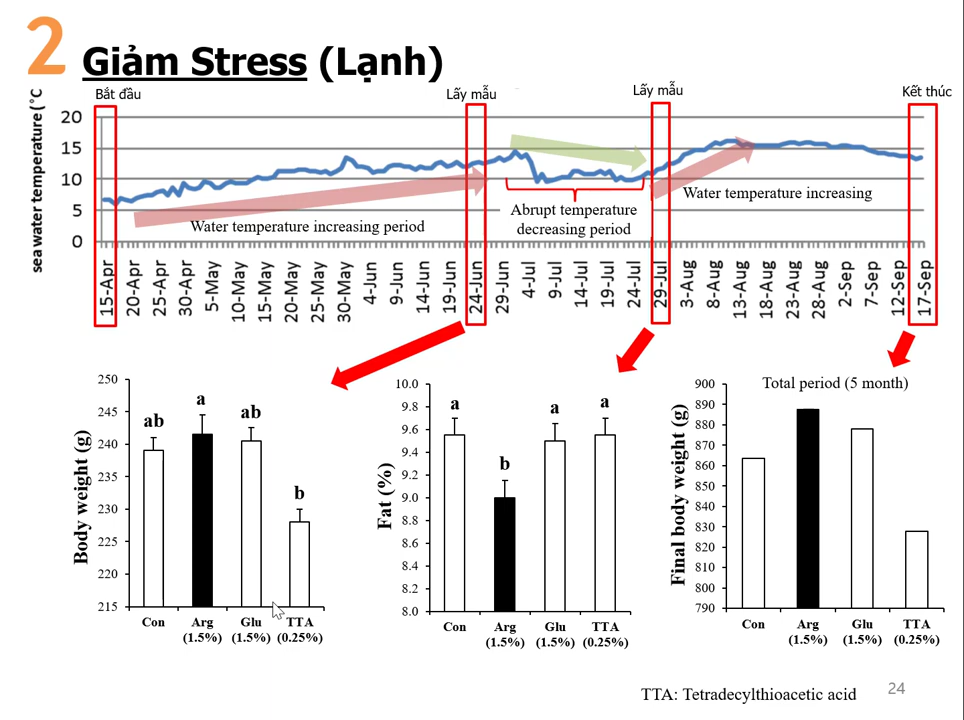 2
Giảm Stress (Lạnh)
Bắt đầu
Lấy mẫu
Lấy mẫu
Kết thúc
sea water temperature (°C
20
15
10
5
0
Water temperature increasing period
Abrupt temperature
decreasing period
Water temperature increasing
15-Apr
20-Apr
25-Apr
30-Apr
5-May
10-May
15-May
20-May
25-May
30-May
4-Jun
9-Jun
14-Jun
19-Jun
24-Jun
29-Jun
4-Jul
9-Jul
14-Jul
19-Jul
24-Jul
29-Jul
3-Aug
8-Aug
13-Aug
18-Aug
23-Aug
28-Aug
2-Sep
7-Sep
12-Sep
17-Sep
Body weight (g)
250
245
240
235
230
225
220
215
ab
a
ab
b
Con
Arg
(1.5%)
Glu
(1.5%)
TTA
(0.25%)
Fat (%)
10.0
9.8
9.6
9.4
9.2
9.0
8.8
8.6
8.4
8.2
8.0
a
b
a
a
Con
Arg
(1.5%)
Glu
(1.5%)
TTA
(0.25%)
Total period (5 month)
Final body weight (g)
900
880
870
860
850
840
830
820
810
800
790
Con
Arg
(1.5%)
Glu
(1.5%)
TTA
(0.25%)
TTA: Tetradecylthioacetic acid
24